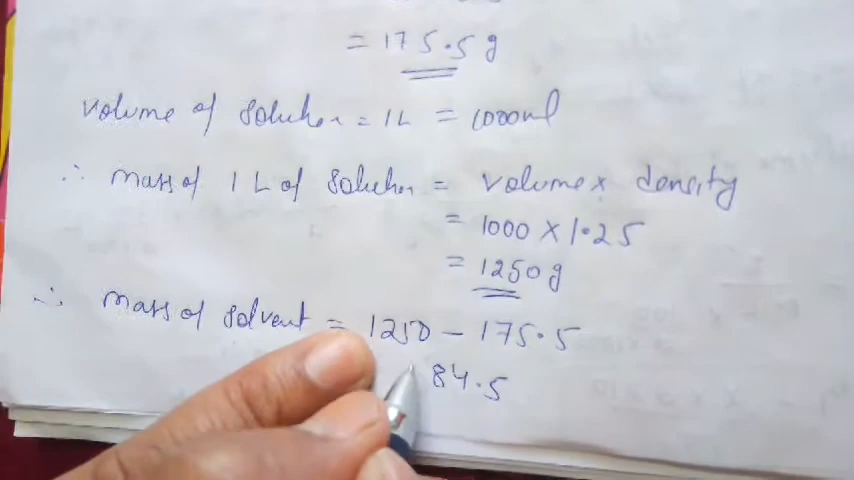 = 175.5 g
volume of solution = 1L = 1000ml
∴ mass of 1 L of solution = volume x density
= 1000 x 1.25
= 1250 g
∴ mass of solvent = 1250 - 175.5
84.5